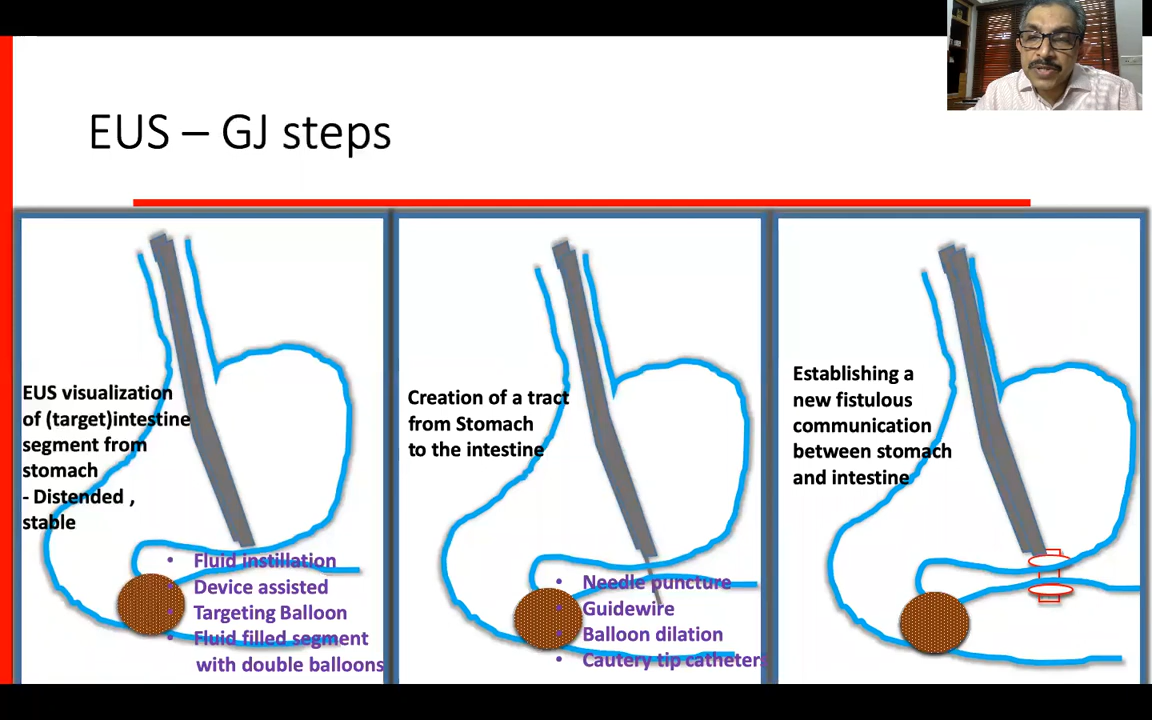 EUS – GJ steps
EUS visualization
of (target)intestine
segment from
stomach
- Distended ,
stable
• Fluid instillation
• Device assisted
• Targeting Balloon
• Fluid filled segment
with double balloons
Creation of a tract
from Stomach
to the intestine
• Needle puncture
• Guidewire
• Balloon dilation
• Cautery tip catheters
Establishing a
new fistulous
communication
between stomach
and intestine